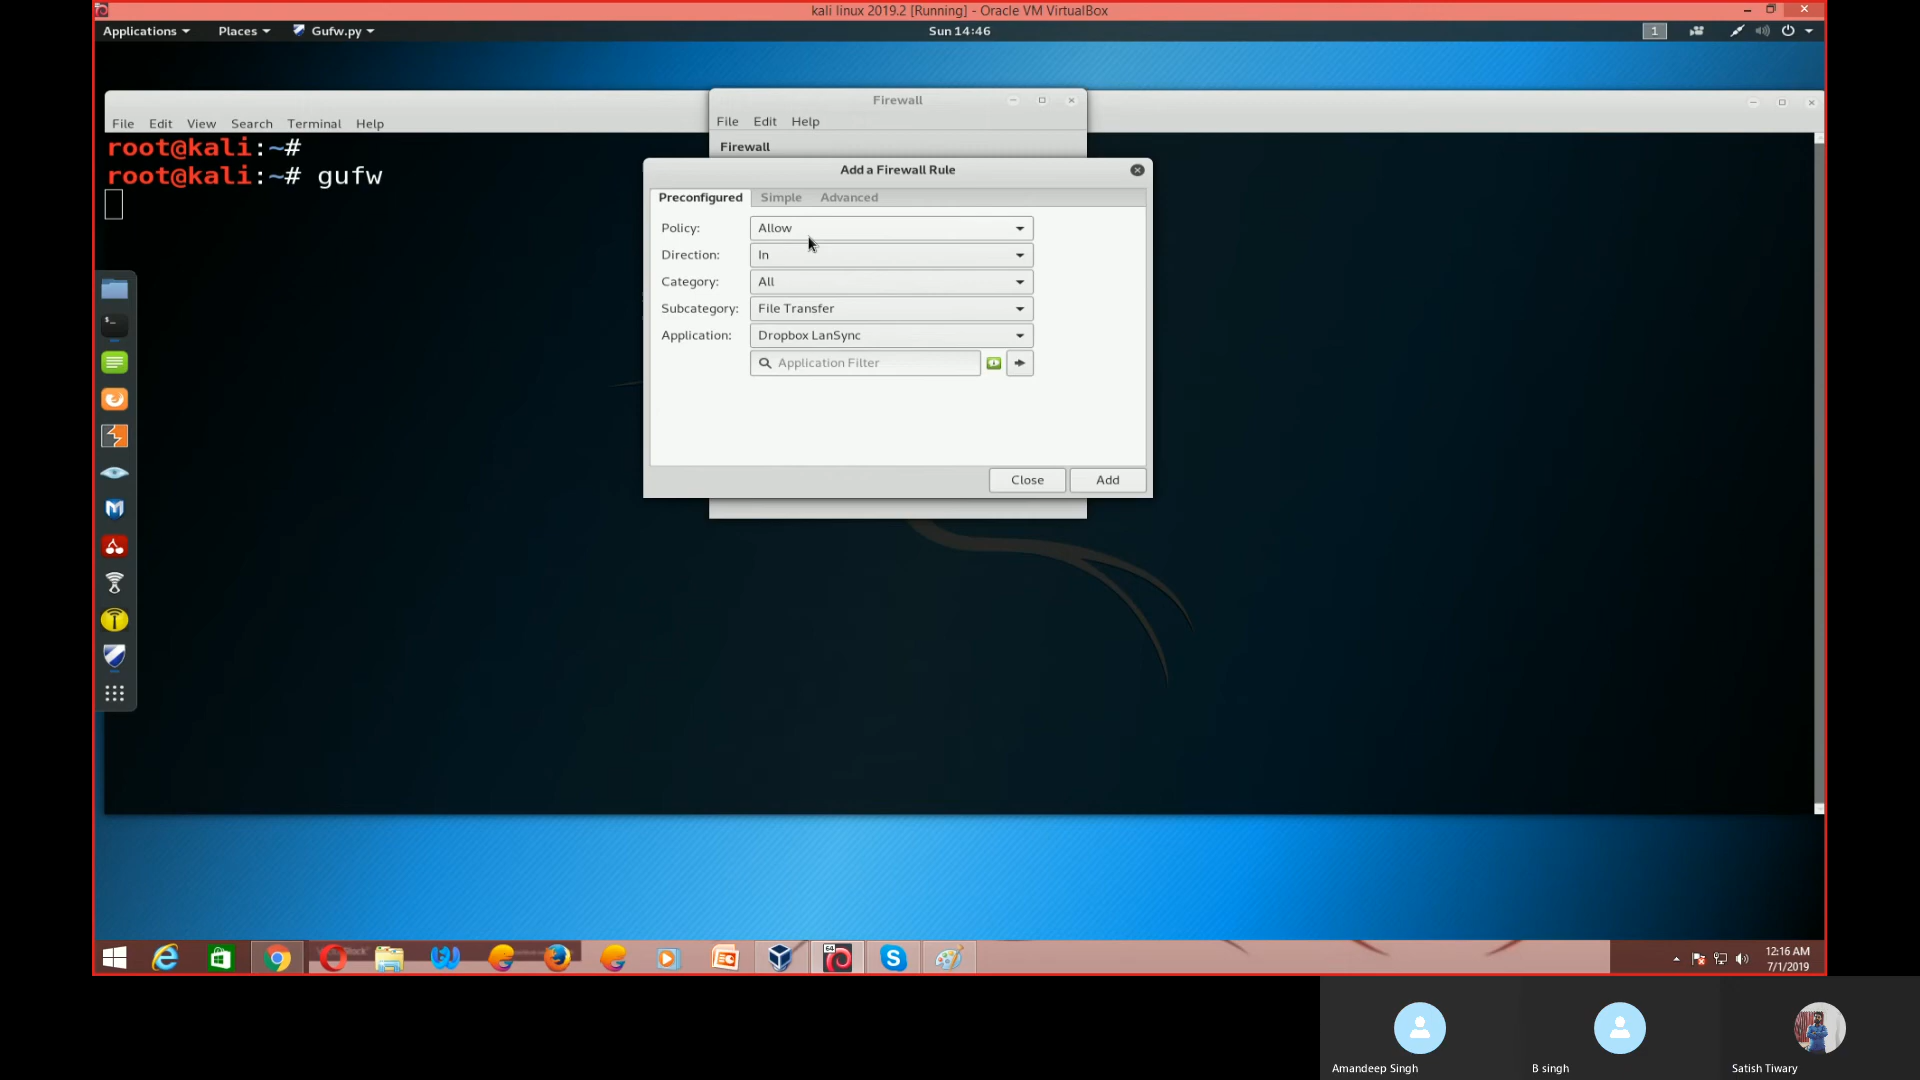 kali linux 2019.2 [Running] - Oracle VM VirtualBox
Applications Places Gufw.py Sun 14:46 1
Firewall
File Edit View Search Terminal Help
File Edit Help
Firewall
root@kali:~#
root@kali:~# gufw
Add a Firewall Rule
Preconfigured Simple Advanced
Policy: Allow
Direction: In
Category: All
Subcategory: File Transfer
Application: Dropbox LanSync
Application Filter
Close Add
64
12:16 AM
7/1/2019
Amandeep Singh
B singh
Satish Tiwary